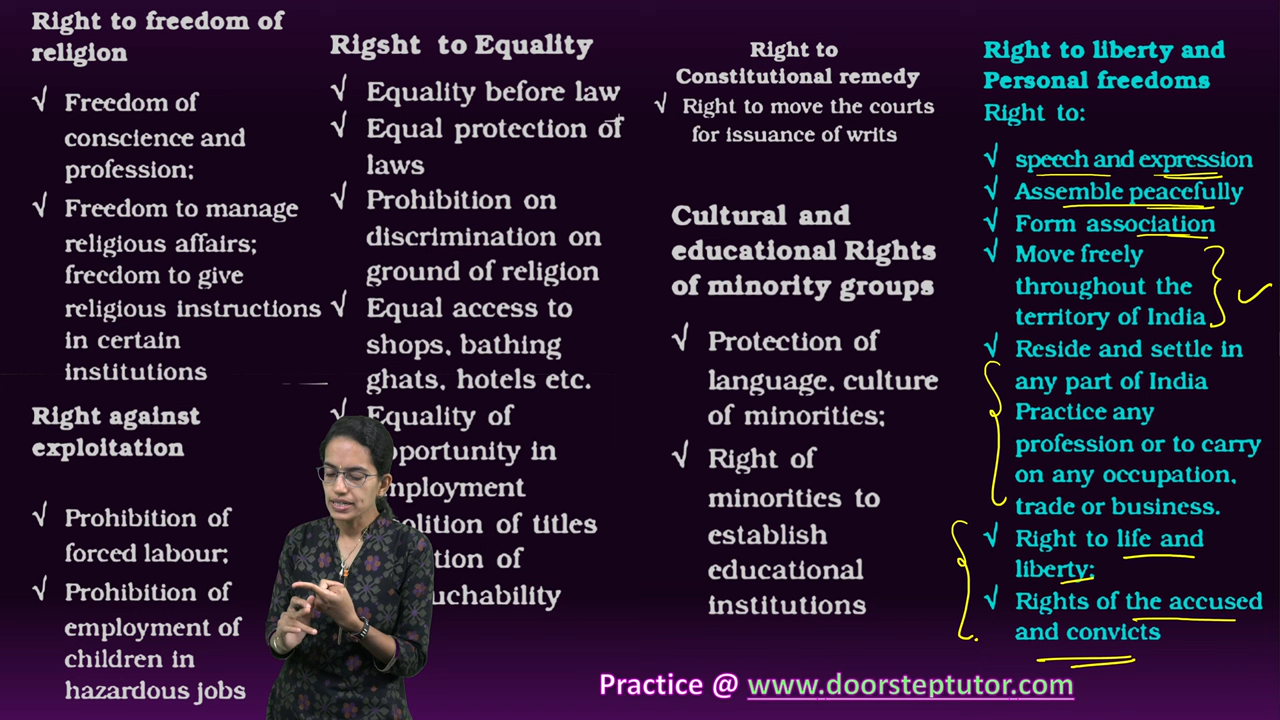 Right to freedom of
religion
√ Freedom of
conscience and
profession;
√ Freedom to manage
religious affairs;
freedom to give
religious instructions
in certain
institutions
Right against
exploitation
√ Prohibition of
forced labour;
√ Prohibition of
employment of
children in
hazardous jobs
Rigsht to Equality
√ Equality before law
√ Equal protection of
laws
√ Prohibition on
discrimination on
ground of religion
√ Equal access to
shops, bathing
ghats, hotels etc.
√ Equality of
in
of titles
of
Right to
Constitutional remedy
√ Right to move the courts
for issuance of writs
Cultural and
educational Rights
of minority groups
√ Protection of
language, culture
of minorities;
√ Right of
minorities to
establish
educational
institutions
Right to liberty and
Personal freedoms
Right to:
√ speech and expression
√ Assemble peacefully
√ Form association
√ Move freely
throughout the
territory of India
√ Reside and settle in
any part of India
Practice any
profession or to carry
on any occupation,
trade or business.
√ Right to life and
liberty;
√ Rights of the accused
and convicts
Practice @ www.doorsteptutor.com